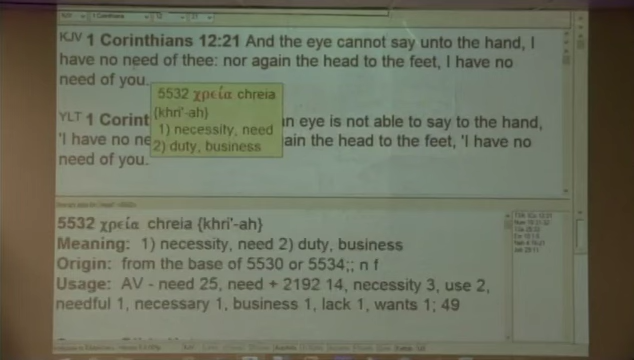 KJV 1 Corinthians 12:21 And the eye cannot say unto the hand, I
have no need of thee: nor again the head to the feet, I have no
need of you.
5532 χρεία chreia
{khri'-ah}
1) necessity, need
2) duty, business
YLT 1 Corint n eye is not able to say to the hand,
'I have no ne ain the head to the feet, 'I have no
need of you.
5532 χρεία chreia {khri'-ah}
Meaning: 1) necessity, need 2) duty, business
Origin: from the base of 5530 or 5534;; n f
Usage: AV - need 25, need + 2192 14, necessity 3, use 2,
needful 1, necessary 1, business 1, lack 1, wants 1; 49